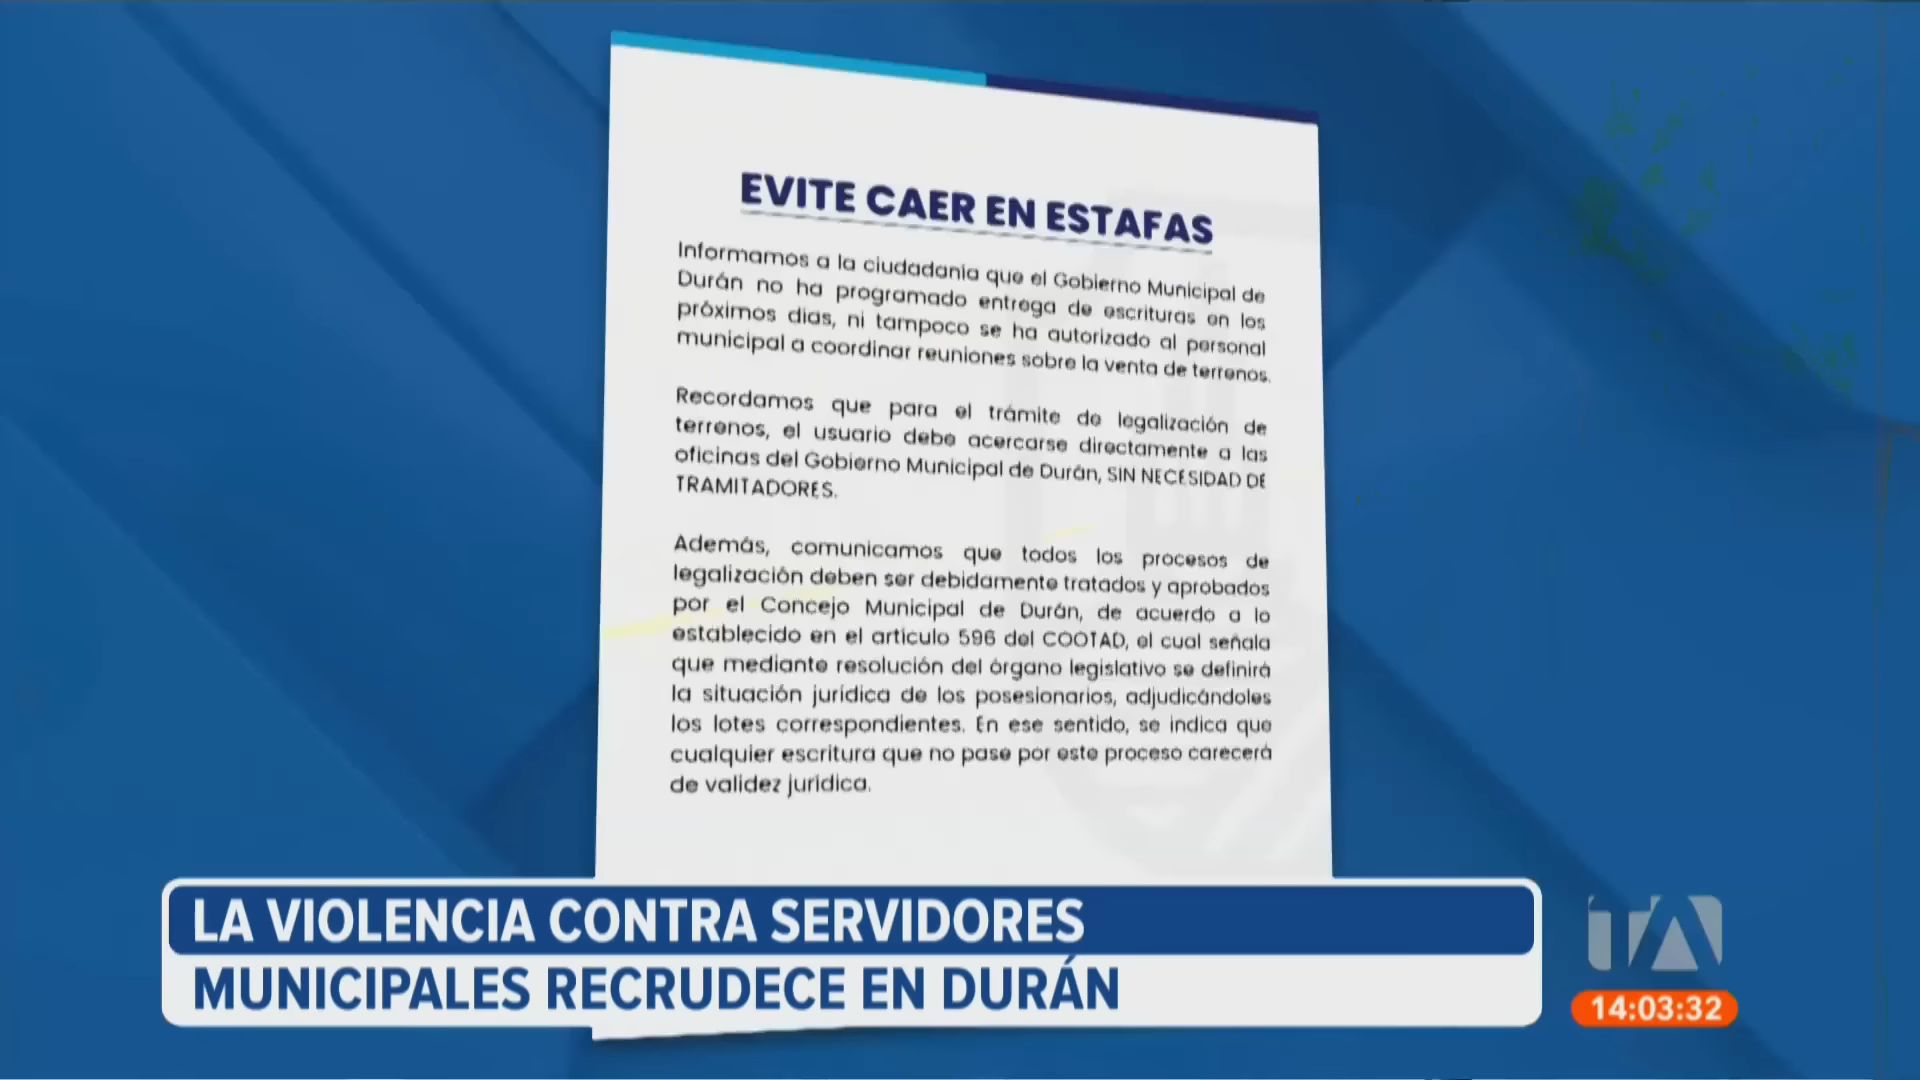 EVITE CAER EN ESTAFAS
Informamos a la ciudadanía que el Gobierno Municipal de
Durán no ha programado entrega de escrituras en los
próximos días, ni tampoco se ha autorizado al personal
municipal a coordinar reuniones sobre la venta de terrenos.
Recordamos que para el trámite de legalización de
terrenos, el usuario debe acercarse directamente a las
oficinas del Gobierno Municipal de Durán, SIN NECESIDAD DE
TRAMITADORES.
Además, comunicamos que todos los procesos de
legalización deben ser debidamente tratados y aprobados
por el Concejo Municipal de Durán, de acuerdo a lo
establecido en el artículo 596 del COOTAD, el cual señala
que mediante resolución del órgano legislativo se definirá
la situación jurídica de los posesionarios, adjudicándoles
los lotes correspondientes. En ese sentido, se indica que
cualquier escritura que no pase por este proceso carecerá
de validez jurídica.
LA VIOLENCIA CONTRA SERVIDORES
MUNICIPALES RECRUDECE EN DURÁN
TA
14:03:32